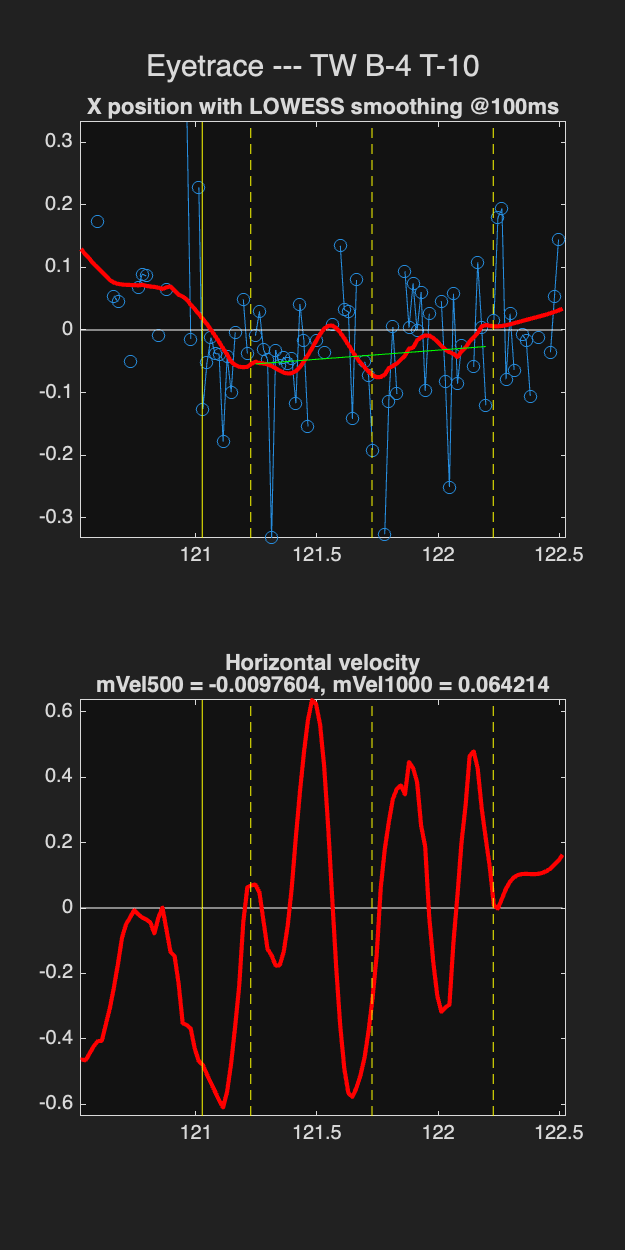 Eyetrace --- TW B-4 T-10
X position with LOWESS smoothing @100ms
0.3
0.2
0.1
0
-0.1
-0.2
-0.3
121 121.5 122 122.5
Horizontal velocity
mVel500 = -0.0097604, mVel1000 = 0.064214
0.6
0.4
0.2
0
-0.2
-0.4
-0.6
121 121.5 122 122.5